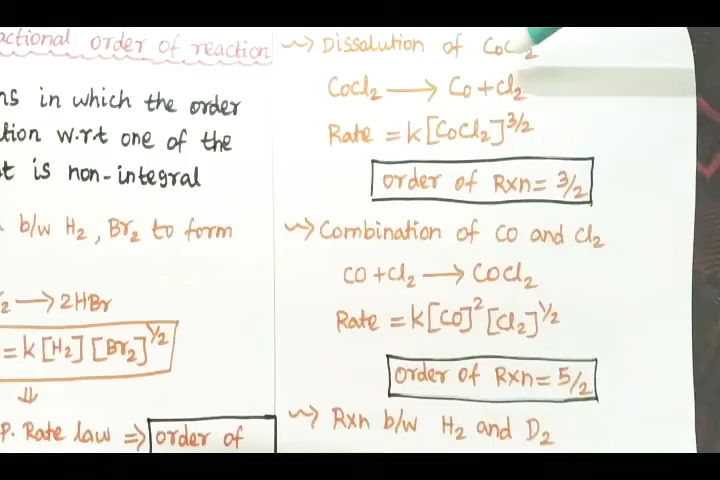 actional order of reaction
ns in which the order
tion w.r.t one of the
t is non-integral
b/w H₂, Br₂ to form
₂ → 2HBr
= k [H₂] [Br₂]^1/2
⇓
P. Rate law ⇒ order of
⇝ Dissalution of CoCl₂
CoCl₂ → Co + Cl₂
Rate = k [CoCl₂]^3/2
order of Rxn = 3/2
⇝ Combination of CO and Cl₂
CO + Cl₂ → COCl₂
Rate = k [CO]² [Cl₂]^1/2
order of Rxn = 5/2
⇝ Rxn b/w H₂ and D₂